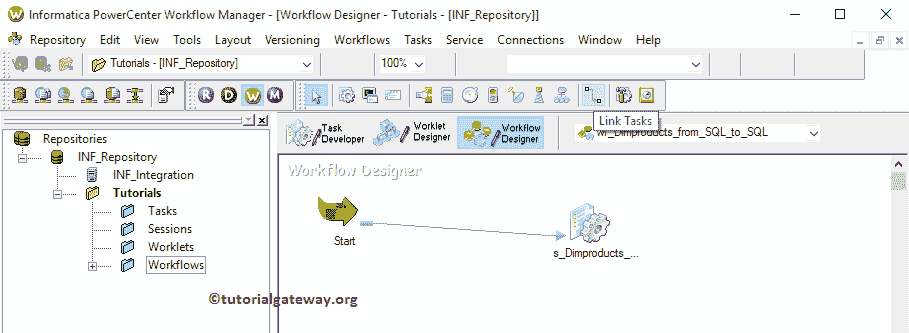 Informatica PowerCenter Workflow Manager - [Workflow Designer - Tutorials - [INF_Repository]]
Repository Edit View Tools Layout Versioning Workflows Tasks Service Connections Window Help
Tutorials - [INF_Repository] 100%
R D W M
Link Tasks
Repositories
INF_Repository
INF_Integration
Tutorials
Tasks
Sessions
Worklets
Workflows
Task Developer
Worklet Designer
Workflow Designer
wf_Dimproducts_from_SQL_to_SQL
Workflow Designer
Start
s_Dimproducts_...
©tutorialgateway.org